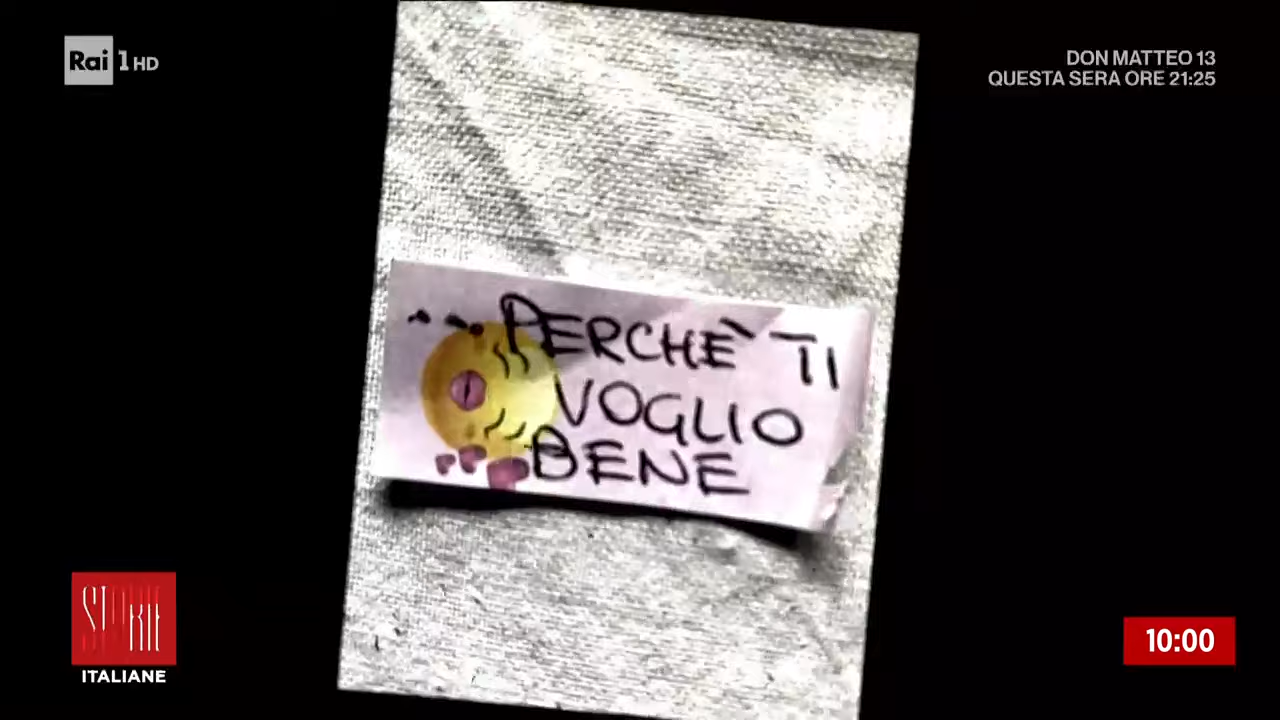 Rai 1 HD
DON MATTEO 13
QUESTA SERA ORE 21:25
... PERCHÈ TI
VOGLIO
BENE
STORIE
ITALIANE
10:00